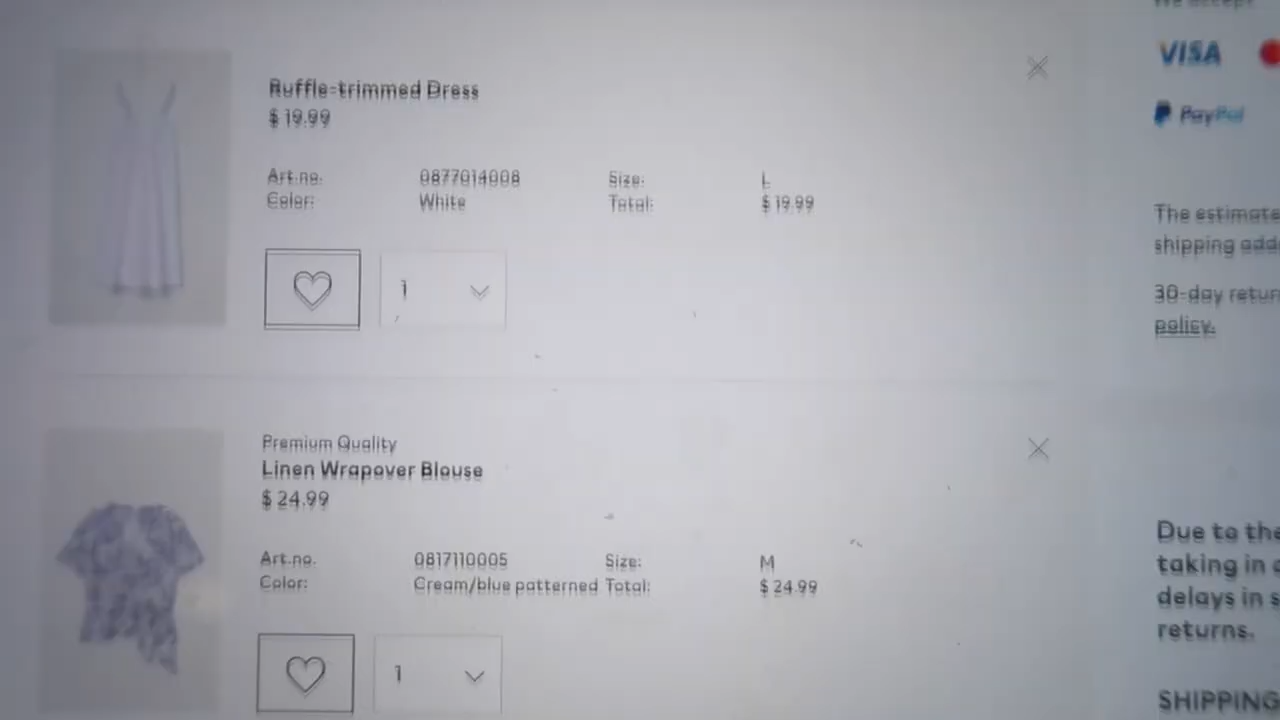 Ruffle-trimmed Dress
$ 19.99
Art.no. 0877014008 Size: L
Color: White Total: $ 19.99
1
Premium Quality
Linen Wrapover Blouse
$ 24.99
Art.no. 0817110005 Size: M
Color: Cream/blue patterned Total: $ 24.99
1
We accept
VISA
PayPal
The estimate
shipping
30-day
policy.
Due to the
taking in
delays in
returns.
SHIPPING